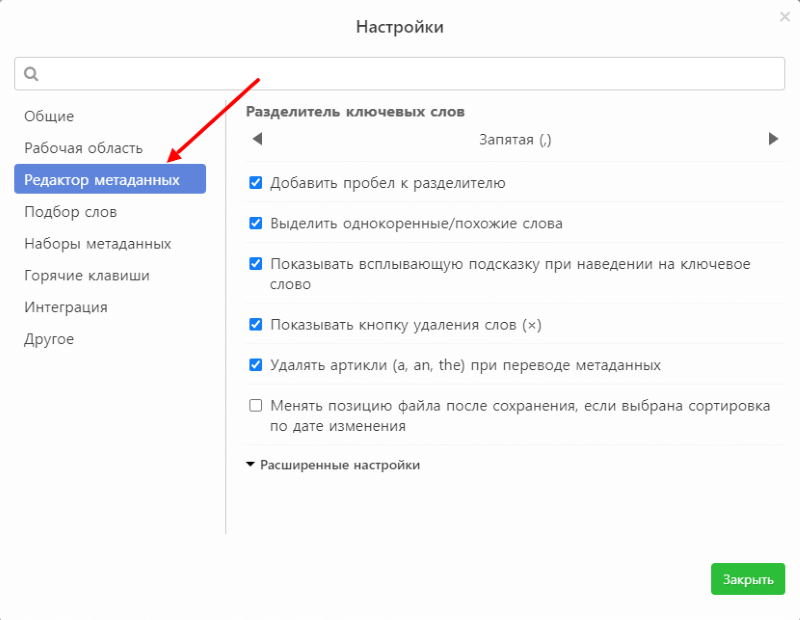 Настройки
Общие
Рабочая область
Редактор метаданных
Подбор слов
Наборы метаданных
Горячие клавиши
Интеграция
Другое
Разделитель ключевых слов
Запятая (,)
Добавить пробел к разделителю
Выделить однокоренные/похожие слова
Показывать всплывающую подсказку при наведении на ключевое
слово
Показывать кнопку удаления слов (×)
Удалять артикли (a, an, the) при переводе метаданных
Менять позицию файла после сохранения, если выбрана сортировка
по дате изменения
Расширенные настройки
Закрыть